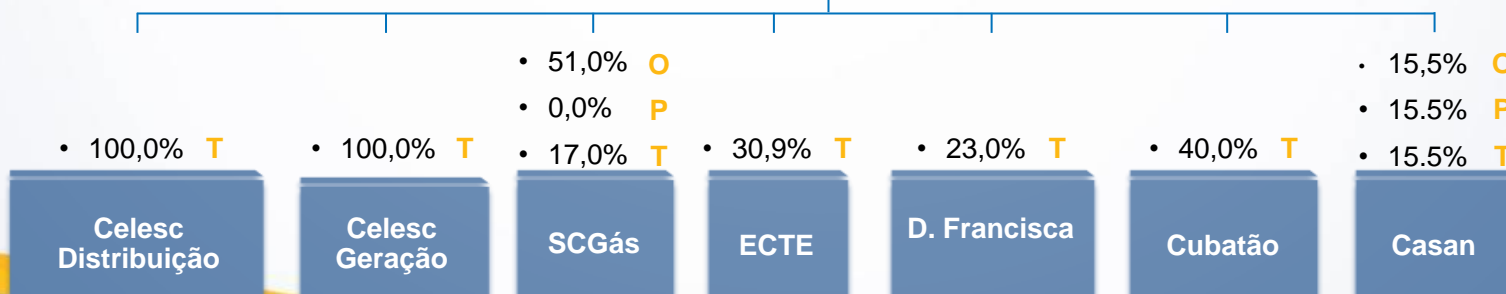 • 100,0% T
Celesc
Distribuição
• 100,0% T
Celesc
Geração
• 51,0% O
• 0,0% P
• 17,0% T
SCGás
• 30,9% T
ECTE
• 23,0% T
D. Francisca
• 40,0% T
Cubatão
• 15,5% O
• 15.5% P
• 15.5% T
Casan